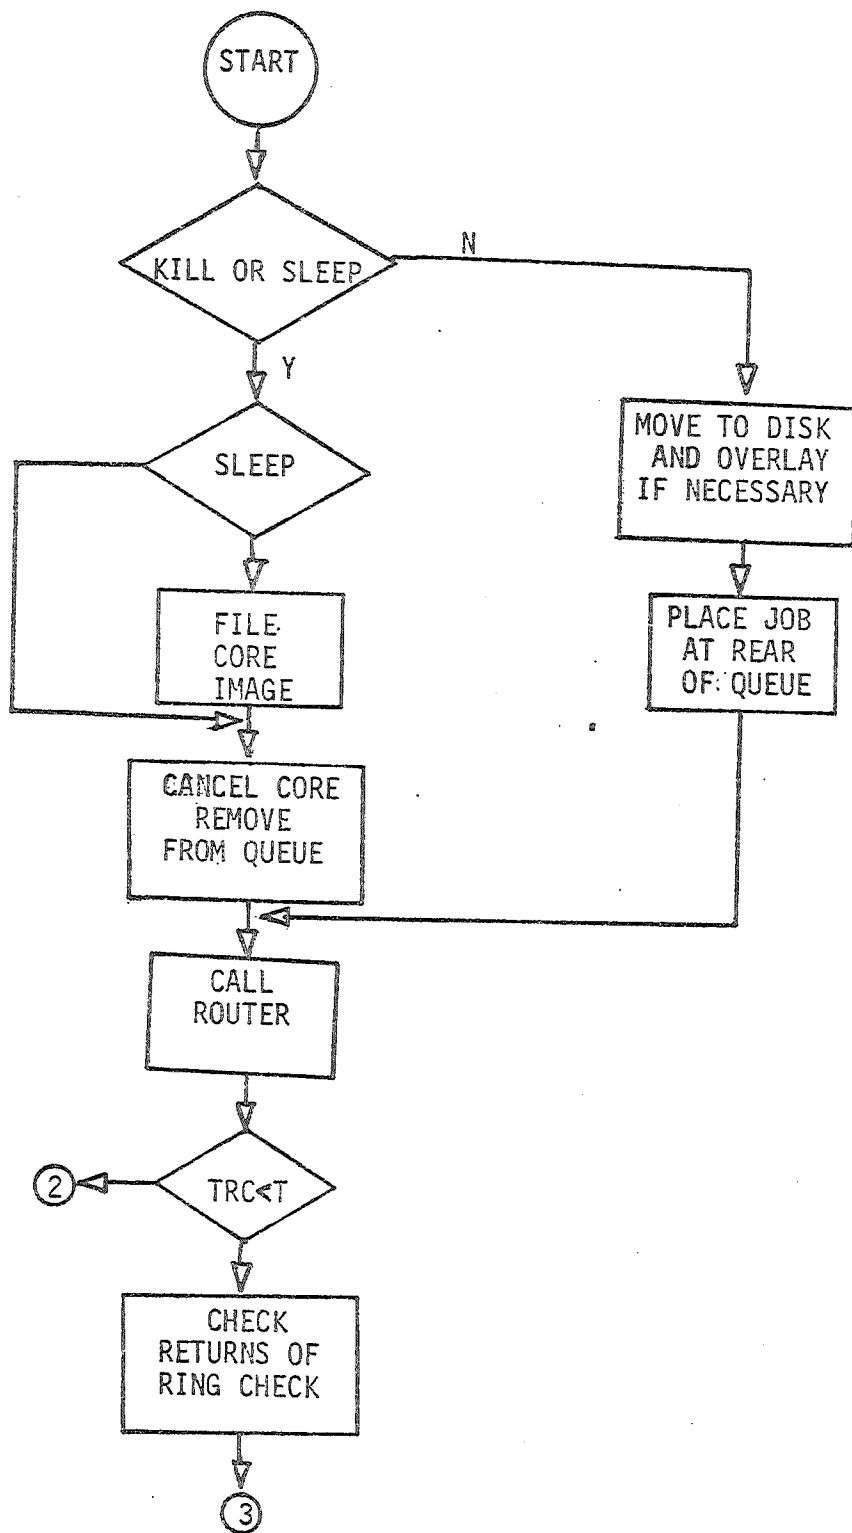 START
KILL OR SLEEP
N
Y
SLEEP
MOVE TO DISK
AND OVERLAY
IF NECESSARY
FILE
CORE
IMAGE
PLACE JOB
AT REAR
OF QUEUE
CANCEL CORE
REMOVE
FROM QUEUE
CALL
ROUTER
TRC<T
2
CHECK
RETURNS OF
RING CHECK
3